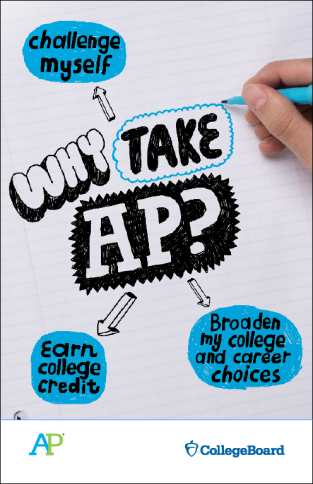 challenge
myself
WHY TAKE
AP?
Earn
college
credit
Broaden
my college
and career
choices
AP
CollegeBoard